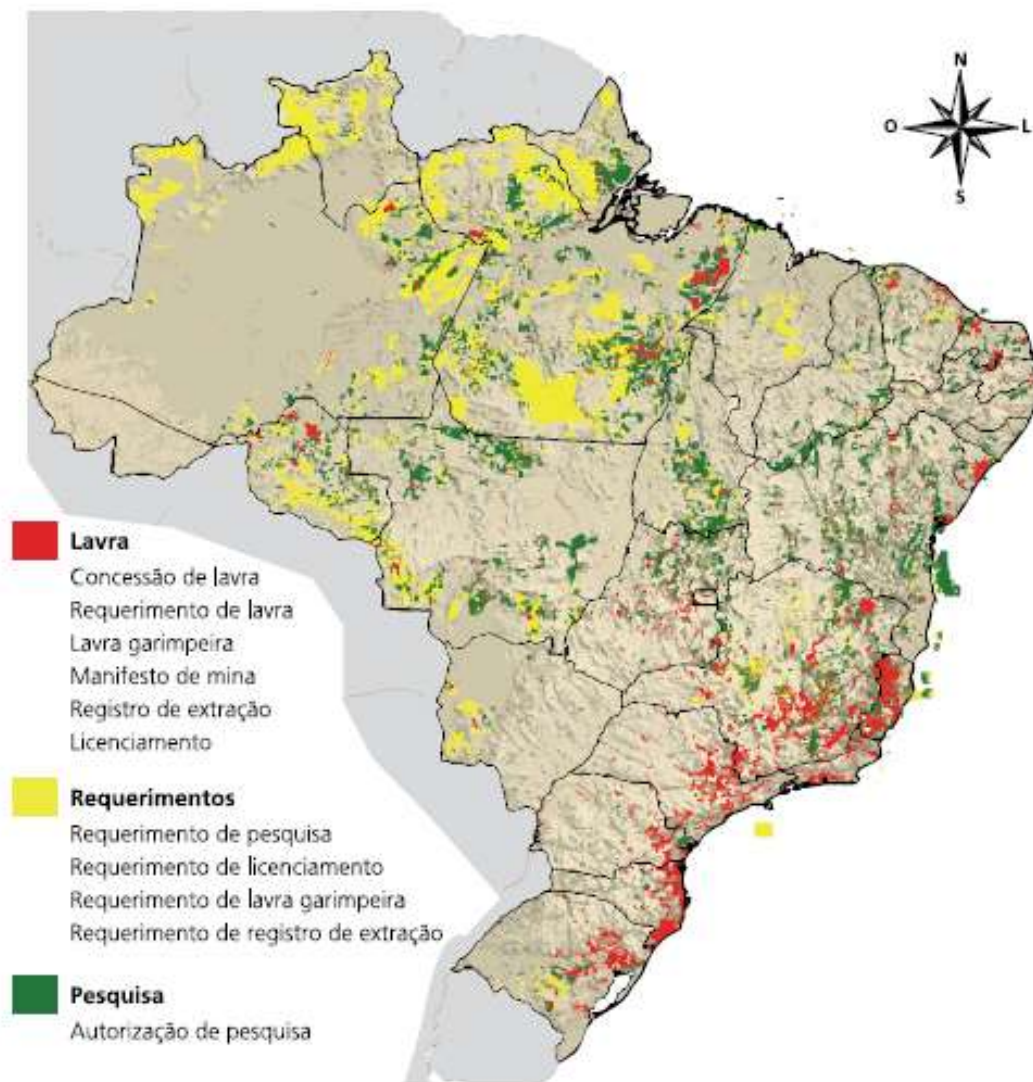 N
O
L
S
Lavra
Concessão de lavra
Requerimento de lavra
Lavra garimpeira
Manifesto de mina
Registro de extração
Licenciamento
Requerimentos
Requerimento de pesquisa
Requerimento de licenciamento
Requerimento de lavra garimpeira
Requerimento de registro de extração
Pesquisa
Autorização de pesquisa